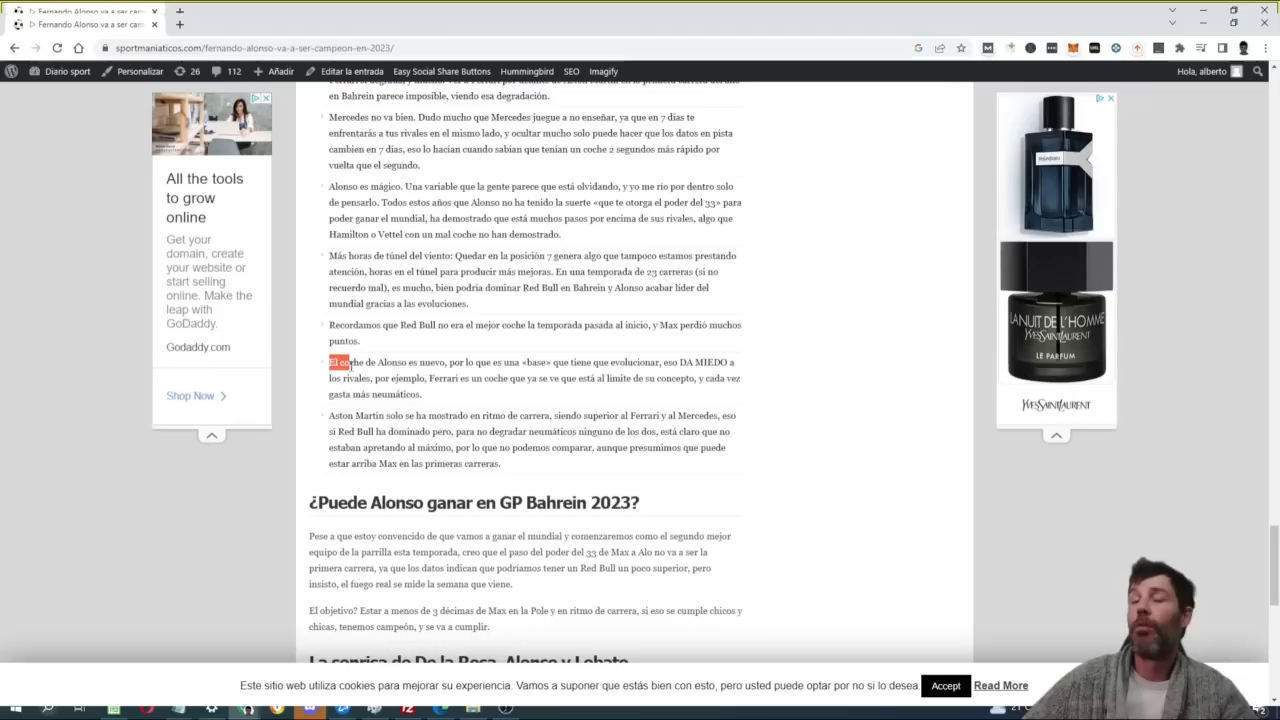 Fernando Alonso va a ser cam
Fernando Alonso va a ser cam
sportmaniaticos.com/fernando-alonso-va-a-ser-campeon-en-2023/
Diario sport Personalizar 26 112 Añadir Editar la entrada Easy Social Share Buttons Hummingbird SEO Imagify Hola, alberto
en Bahrein parece imposible, viendo esa degradación.
Mercedes no va bien. Dudo mucho que Mercedes juegue a no enseñar, ya que en 7 días te
enfrentarás a tus rivales en el mismo lado, y ocultar mucho solo puede hacer que los datos en pista
cambien en 7 días, eso lo hacían cuando sabían que tenían un coche 2 segundos más rápido por
vuelta que el segundo.
Alonso es mágico. Una variable que la gente parece que está olvidando, y yo me rio por dentro solo
de pensarlo. Todos estos años que Alonso no ha tenido la suerte «que te otorga el poder del 33» para
poder ganar el mundial, ha demostrado que está muchos pasos por encima de sus rivales, algo que
Hamilton o Vettel con un mal coche no han demostrado.
Más horas de túnel del viento: Quedar en la posición 7 genera algo que tampoco estamos prestando
atención, horas en el túnel para producir más mejoras. En una temporada de 23 carreras (si no
recuerdo mal), es mucho, bien podría dominar Red Bull en Bahrein y Alonso acabar líder del
mundial gracias a las evoluciones.
Recordamos que Red Bull no era el mejor coche la temporada pasada al inicio, y Max perdió muchos
puntos.
El coche de Alonso es nuevo, por lo que es una «base» que tiene que evolucionar, eso DA MIEDO a
los rivales, por ejemplo, Ferrari es un coche que ya se ve que está al límite de su concepto, y cada vez
gasta más neumáticos.
Aston Martin solo se ha mostrado en ritmo de carrera, siendo superior al Ferrari y al Mercedes, eso
si Red Bull ha dominado pero, para no degradar neumáticos ninguno de los dos, está claro que no
estaban apretando al máximo, por lo que no podemos comparar, aunque presumimos que puede
estar arriba Max en las primeras carreras.
¿Puede Alonso ganar en GP Bahrein 2023?
Pese a que estoy convencido de que vamos a ganar el mundial y comenzaremos como el segundo mejor
equipo de la parrilla esta temporada, creo que el paso del poder del 33 de Max a Alo no va a ser la
primera carrera, ya que los datos indican que podríamos tener un Red Bull un poco superior, pero
insisto, el fuego real se mide la semana que viene.
El objetivo? Estar a menos de 3 décimas de Max en la Pole y en ritmo de carrera, si eso se cumple chicos y
chicas, tenemos campeón, y se va a cumplir.
La sonrisa de De la Rosa, Alonso y Lobato
All the tools
to grow
online
Get your
domain, create
your website or
start selling
online. Make the
leap with
GoDaddy.
Godaddy.com
Shop Now
LA NUIT DE L'HOMME
YVESSAINTLAURENT
LE PARFUM
YVESSAINTLAURENT
Este sitio web utiliza cookies para mejorar su experiencia. Vamos a suponer que estás bien con esto, pero usted puede optar por no si lo desea. Accept Read More